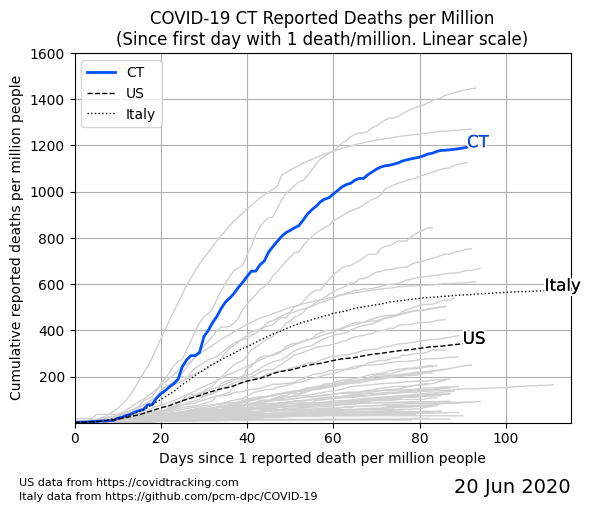 COVID-19 CT Reported Deaths per Million
(Since first day with 1 death/million. Linear scale)
Cumulative reported deaths per million people
1600
1400
1200
1000
800
600
400
200
CT
US
Italy
CT
Italy
US
0
20
40
60
80
100
Days since 1 reported death per million people
US data from https://covidtracking.com
Italy data from https://github.com/pcm-dpc/COVID-19
20 Jun 2020